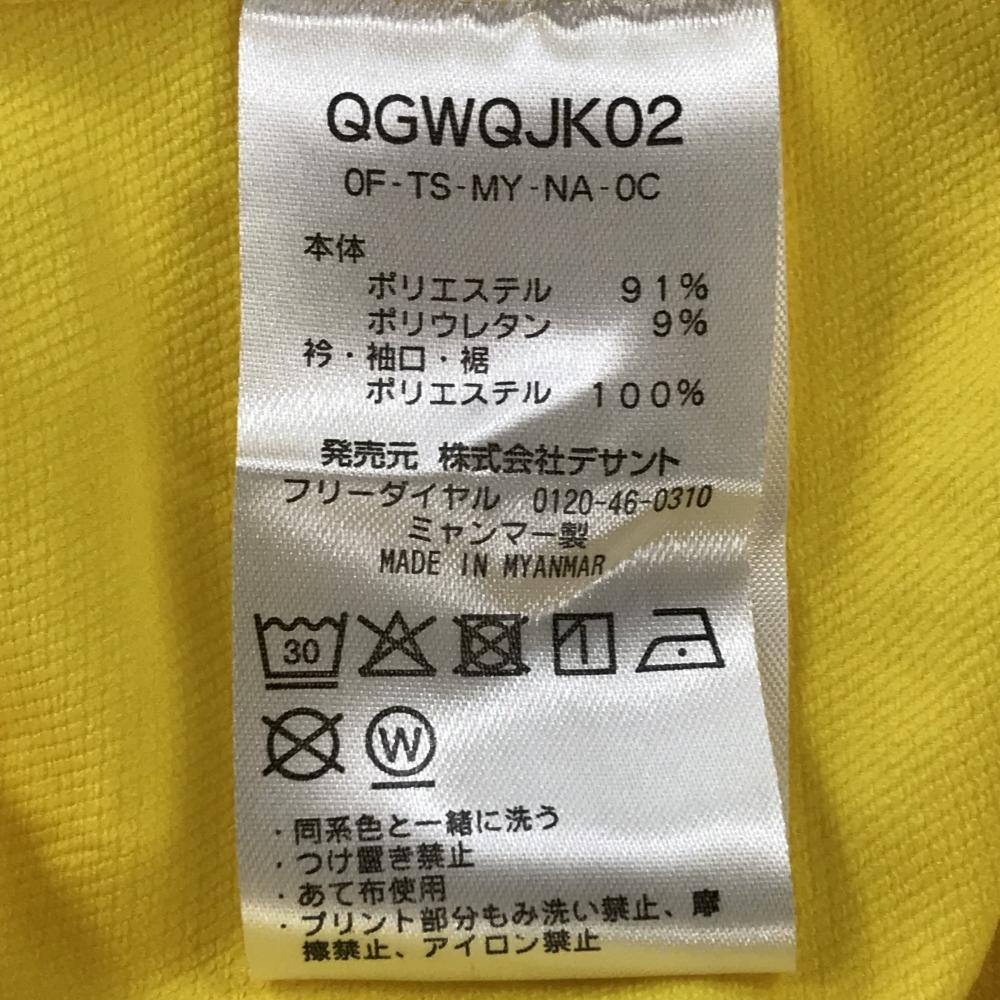 QGWQJK02
0F-TS-MY-NA-0C
本体
ポリエステル 91%
ポリウレタン 9%
衿・袖口・裾
ポリエステル 100%
発売元 株式会社デサント
フリーダイヤル 0120-46-0310
ミャンマー製
MADE IN MYANMAR
30
W
・同系色と一緒に洗う
・つけ置き禁止
・あて布使用
・プリント部分もみ洗い禁止、摩
擦禁止、アイロン禁止